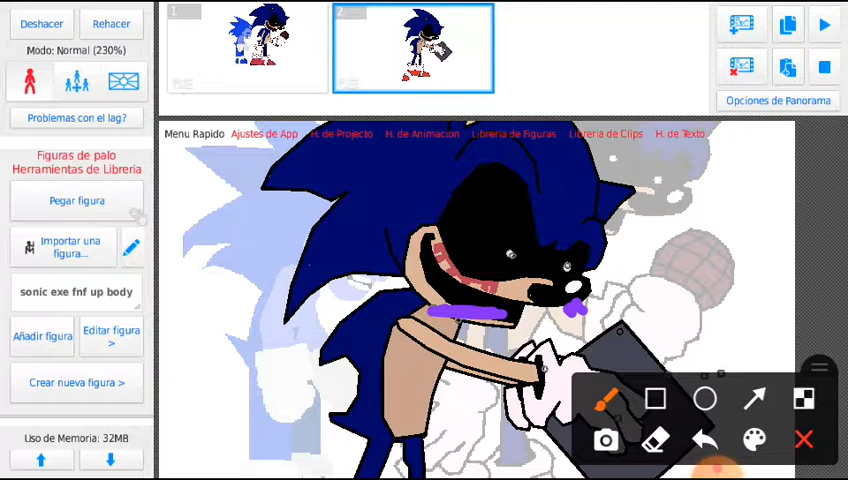 Deshacer
Rehacer
Modo: Normal (230%)
Problemas con el lag?
Figuras de palo
Herramientas de Libreria
Pegar figura
Importar una
figura...
sonic exe fnf up body
Añadir figura
Editar figura
>
Crear nueva figura >
Uso de Memoria: 32MB
1
2
Opciones de Panorama
Menu Rapido
Ajustes de App
H. de Projecto
H. de Animacion
Libreria de Figuras
Libreria de Clips
H. de Texto